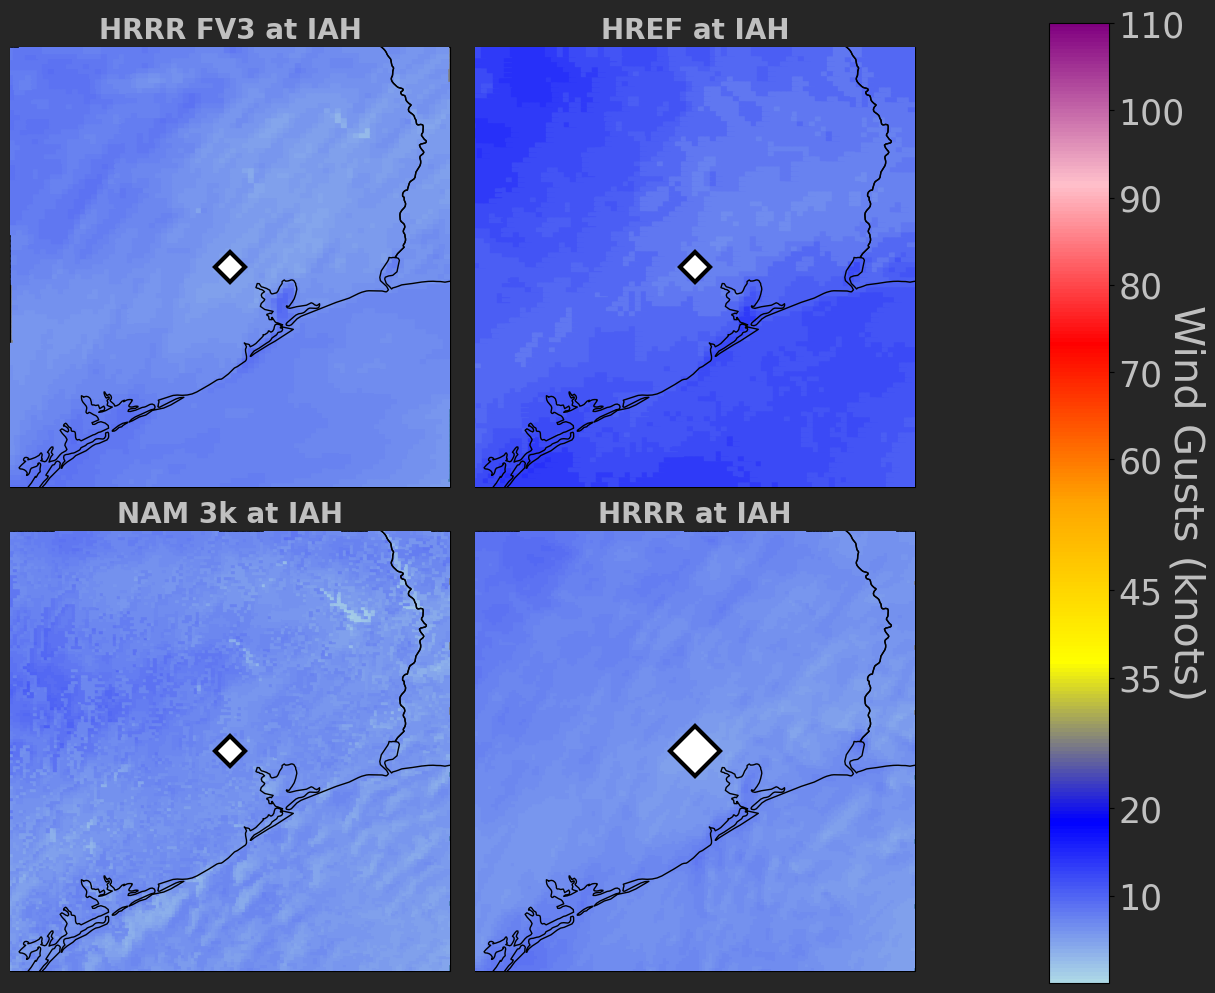 HRRR FV3 at IAH
HREF at IAH
NAM 3k at IAH
HRRR at IAH
110
100
90
80
70
60
45
35
20
10
Wind Gusts (knots)